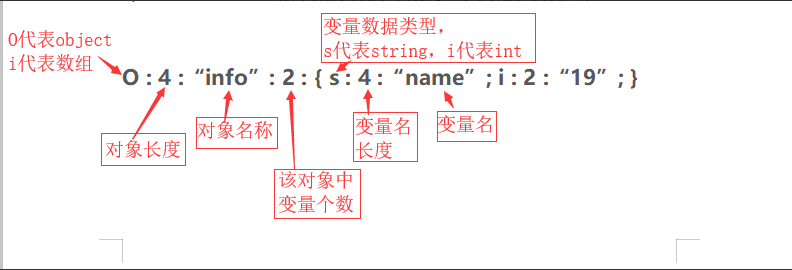 变量数据类型，
s代表string，i代表int
O代表object
i代表数组
O : 4 : “info” : 2 : { s : 4 : “name” ; i : 2 : “19” ; }
对象长度
对象名称
该对象中
变量个数
变量名
长度
变量名